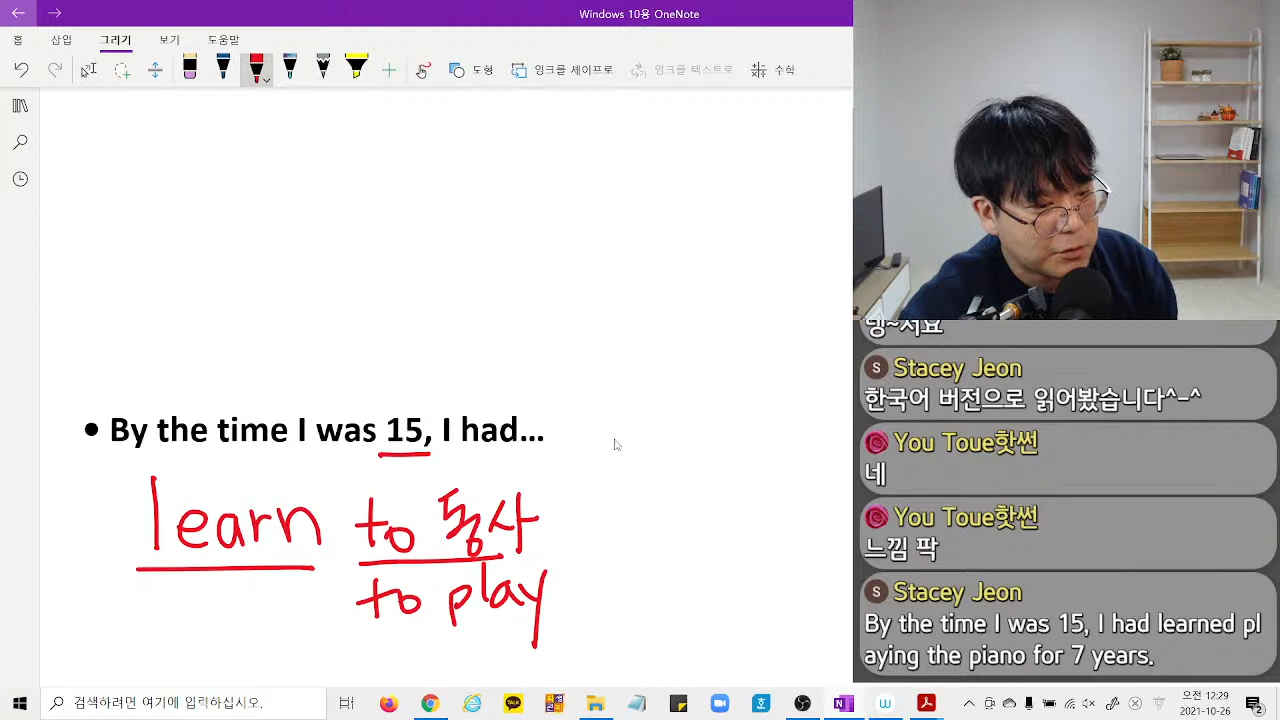 Windows 10용 OneNote
홈 삽입 그리기 보기 도움말
도형 잉크를 셰이프로 잉크를 텍스트로 수학
• By the time I was 15, I had...
learn to 동사
to play
Stacey Jeon
한국어 버전으로 읽어봤습니다^-^
You Toue핫썬
네
You Toue핫썬
느낌 팍
Stacey Jeon
By the time I was 15, I had learned pl
aying the piano for 7 years.
검색하려면 여기에 입력하십시오.
오전 5:29
2021-10-26